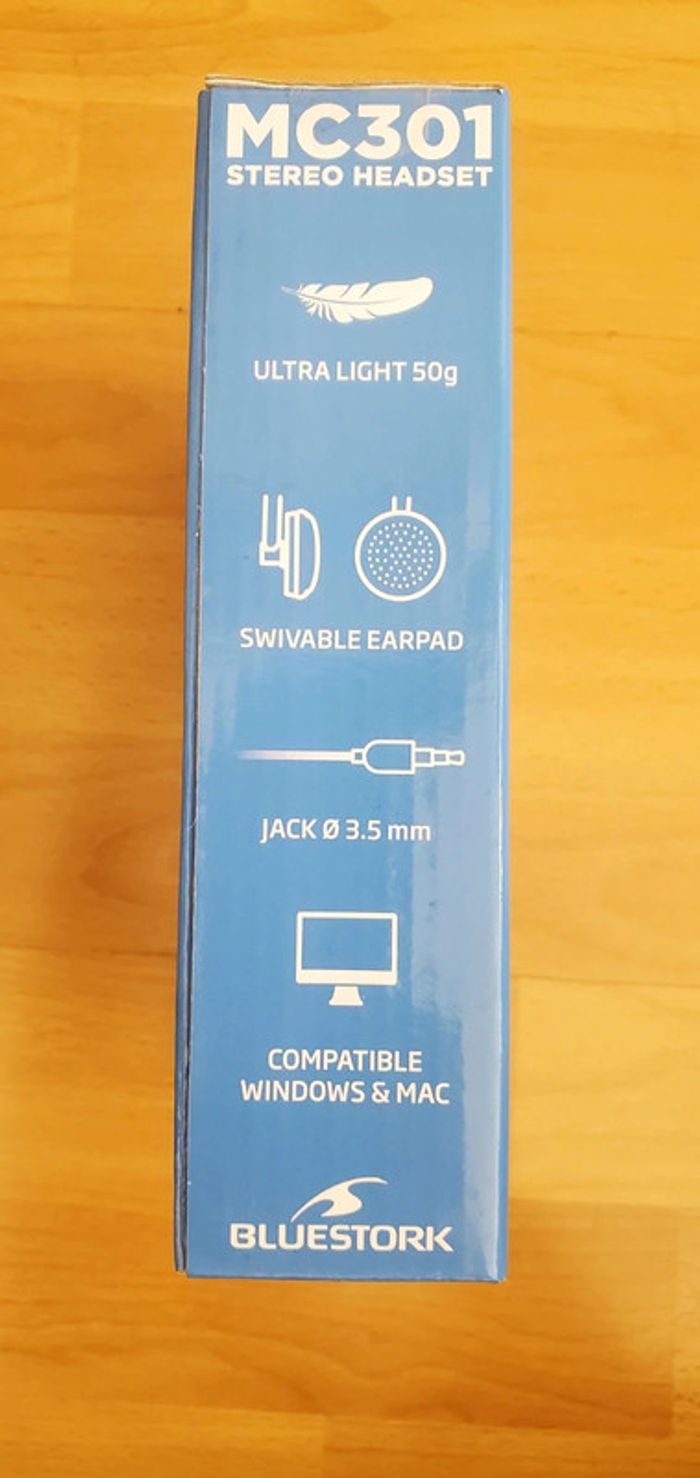 MC301
STEREO HEADSET
ULTRA LIGHT 50g
SWIVABLE EARPAD
JACK Ø 3.5 mm
COMPATIBLE
WINDOWS & MAC
BLUESTORK